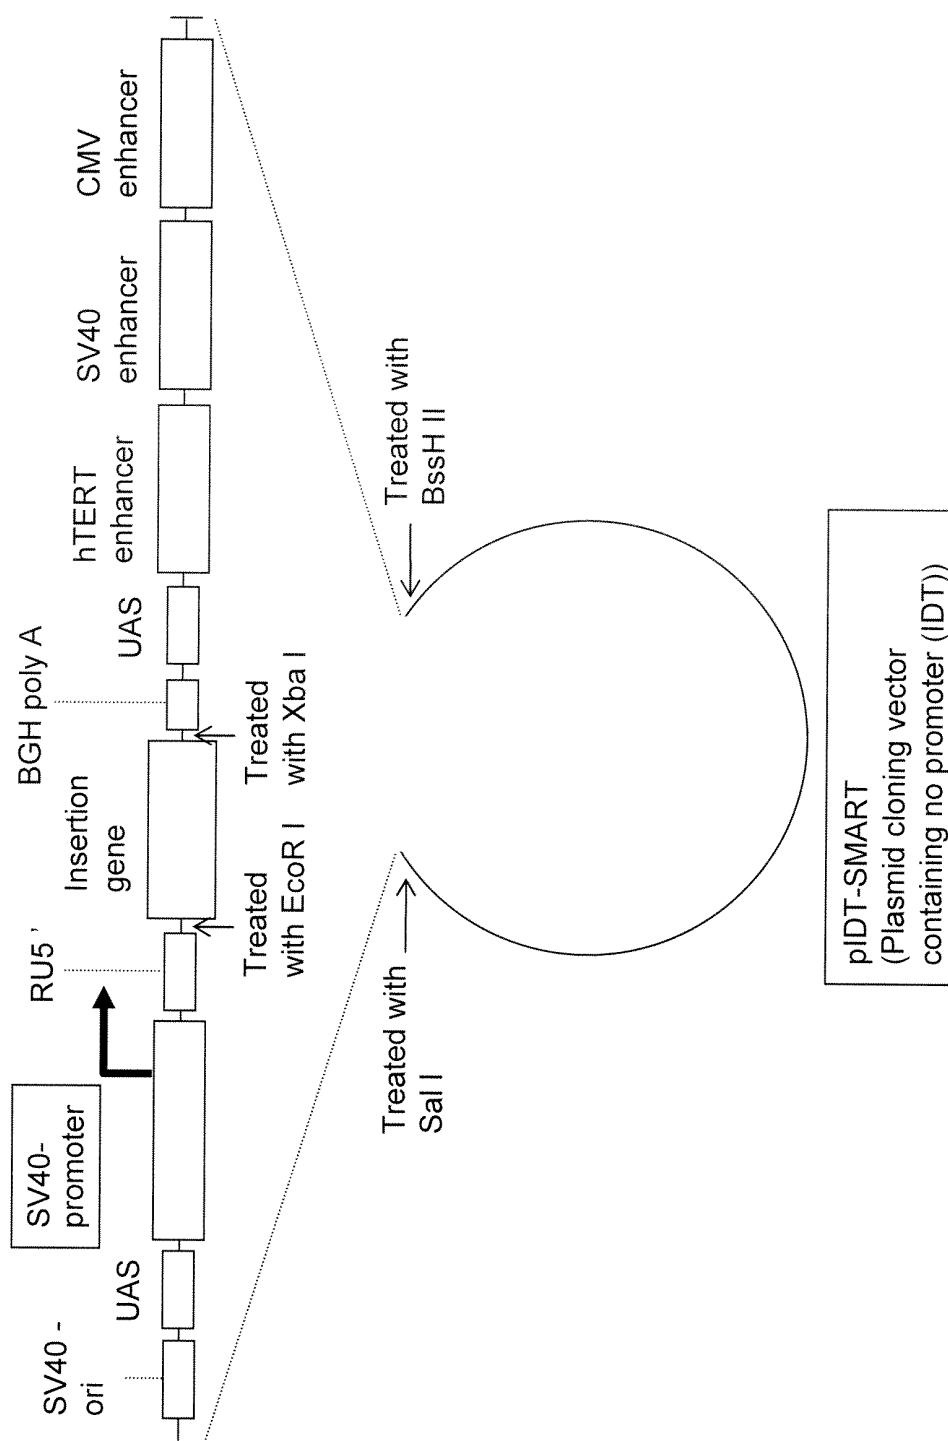 SV40 -
ori
UAS
SV40-
promoter
RU5'
Insertion
gene
BGH poly A
UAS
hTERT
enhancer
SV40
enhancer
CMV
enhancer
Treated
with EcoR I
Treated
with Xba I
Treated with
Sal I
Treated with
BssH II
pIDT-SMART
(Plasmid cloning vector
containing no promoter (IDT))